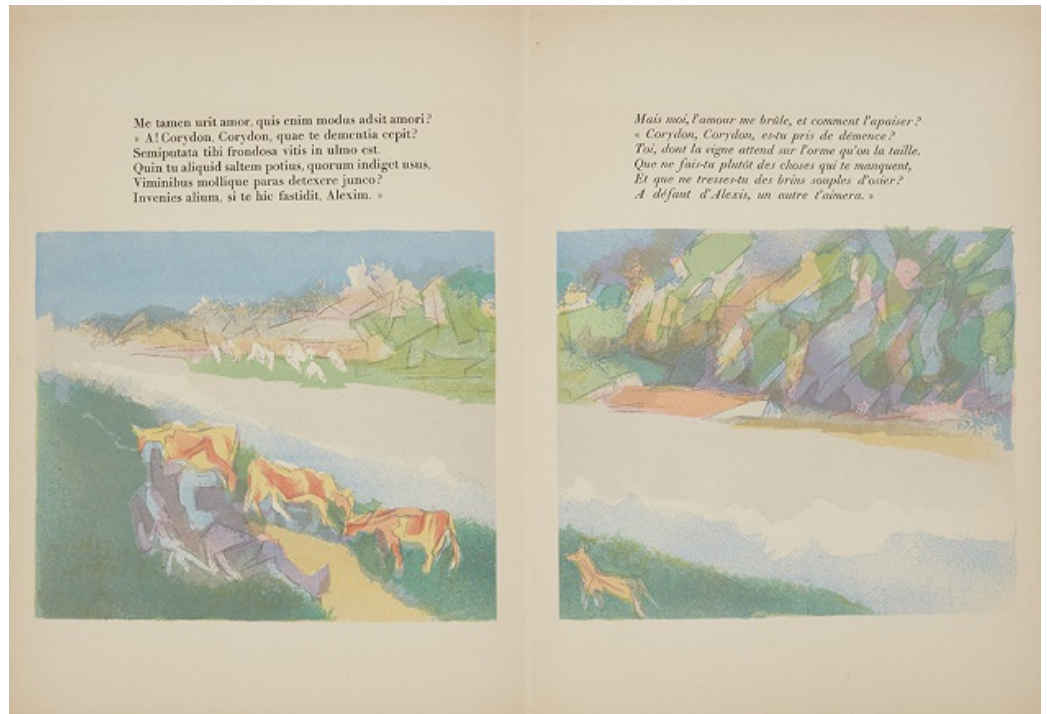 Me tamen urit amor, quis enim modus adsit amori?
« A! Corydon, Corydon, quae te dementia cepit?
Semiputata tibi frondosa vitis in ulmo est.
Quin tu aliquid saltem potius, quorum indiget usus,
Viminibus mollique paras detexere junco?
Invenies alium, si te hic fastidit, Alexim. »
Mais moi, l'amour me brûle, et comment l'apaiser?
« Corydon, Corydon, es-tu pris de démence?
Toi, dont la vigne attend sur l'orme qu'on la taille.
Que ne fais-tu plutôt des choses qui te manquent,
Et que ne tresses-tu des brins souples d'osier?
A défaut d'Alexis, un autre t'aimera. »